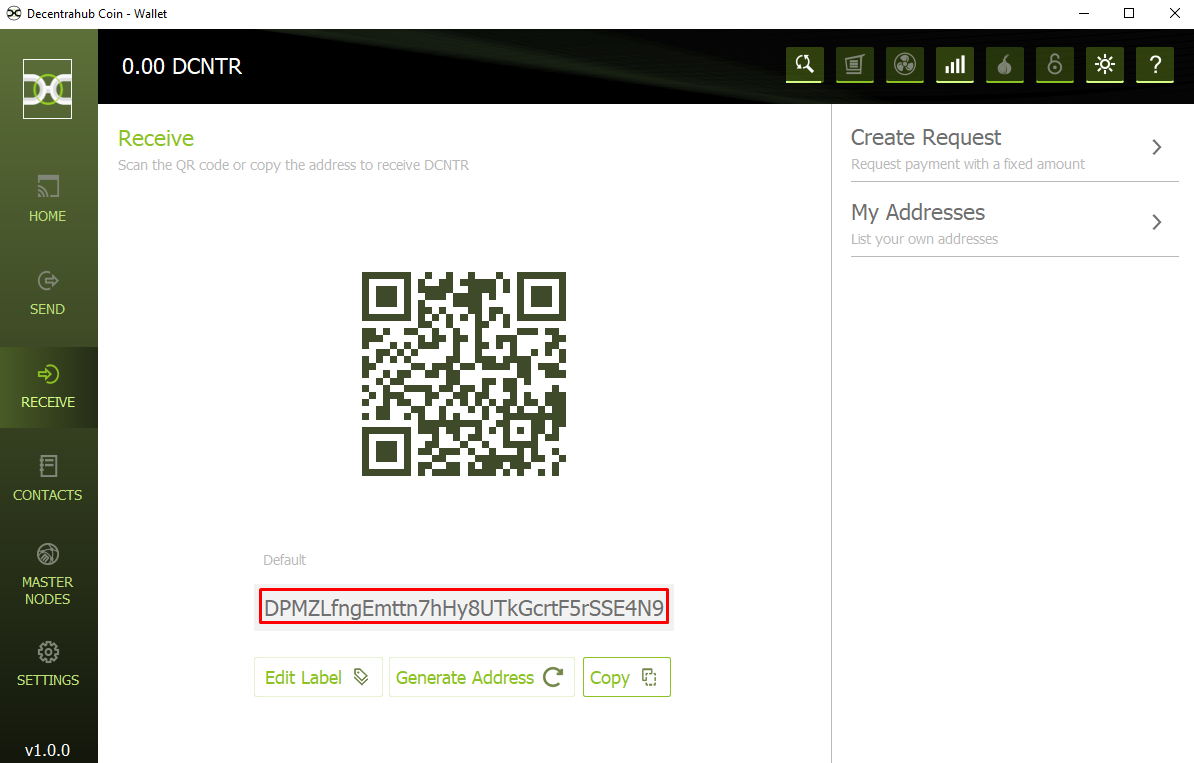 Decentrahub Coin - Wallet
0.00 DCNTR
?
HOME
SEND
RECEIVE
CONTACTS
MASTER
NODES
SETTINGS
v1.0.0
Receive
Scan the QR code or copy the address to receive DCNTR
Default
DPMZLfngEmttn7hHy8UTkGcrtF5rSSE4N9
Edit Label
Generate Address
Copy
Create Request
Request payment with a fixed amount
My Addresses
List your own addresses